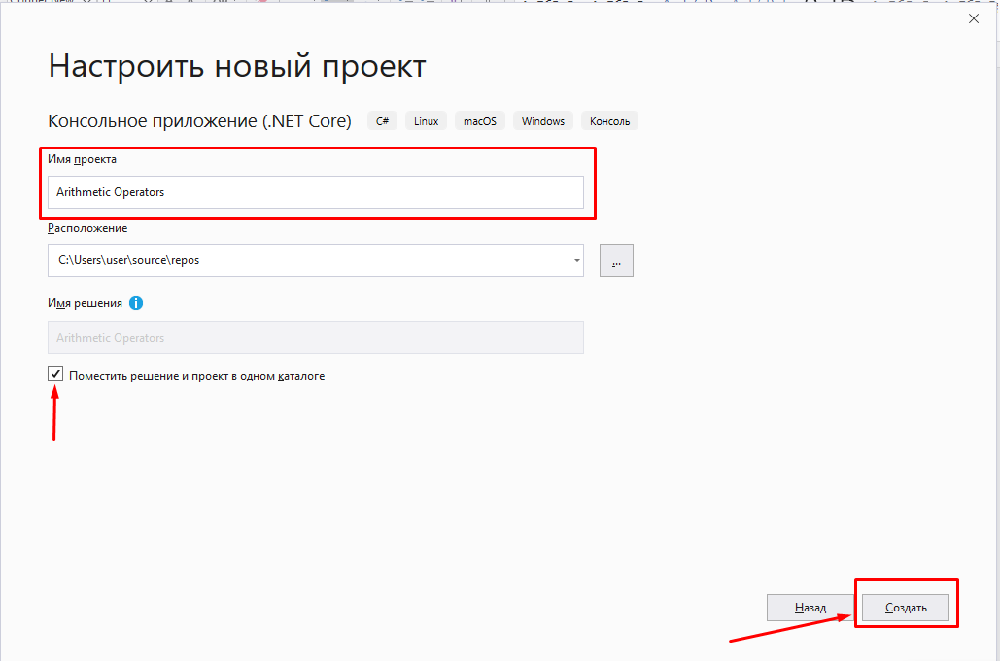 Настроить новый проект
Консольное приложение (.NET Core) C# Linux macOS Windows Консоль
Имя проекта
Arithmetic Operators
Расположение
C:\Users\user\source\repos
...
Имя решения
Arithmetic Operators
Поместить решение и проект в одном каталоге
Назад Создать